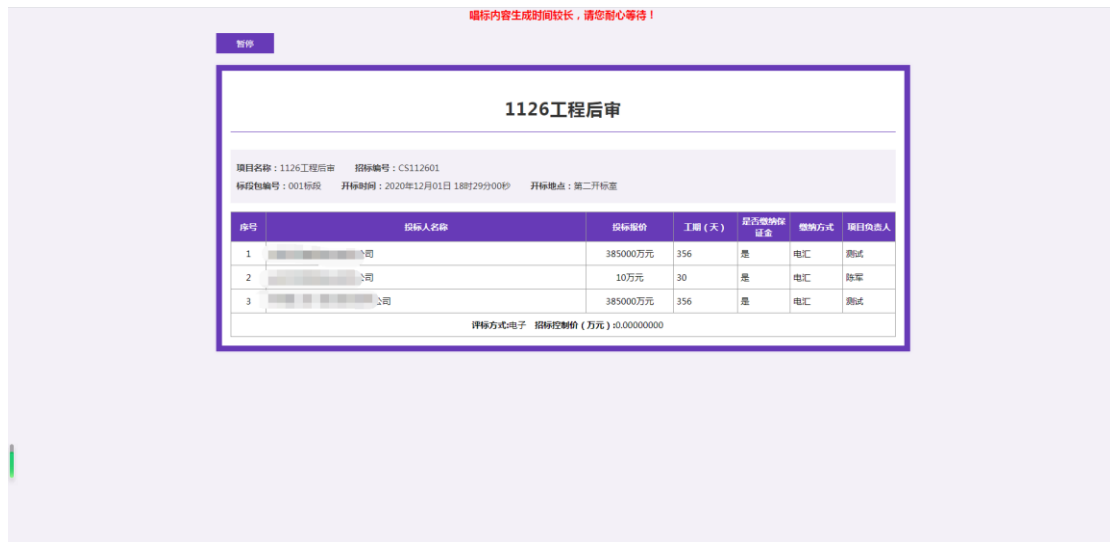 唱标内容生成时间较长，请您耐心等待！
暂停
1126工程后审
项目名称：1126工程后审 招标编号：CS112601
标段包编号：001标段 开标时间：2020年12月01日 18时29分00秒 开标地点：第二开标室
序号 投标人名称 投标报价 工期（天） 是否缴纳保证金 缴纳方式 项目负责人
1 公司 385000万元 356 是 电汇 测试
2 公司 10万元 30 是 电汇 陈军
3 公司 385000万元 356 是 电汇 测试
评标方式:电子 招标控制价（万元）:0.00000000